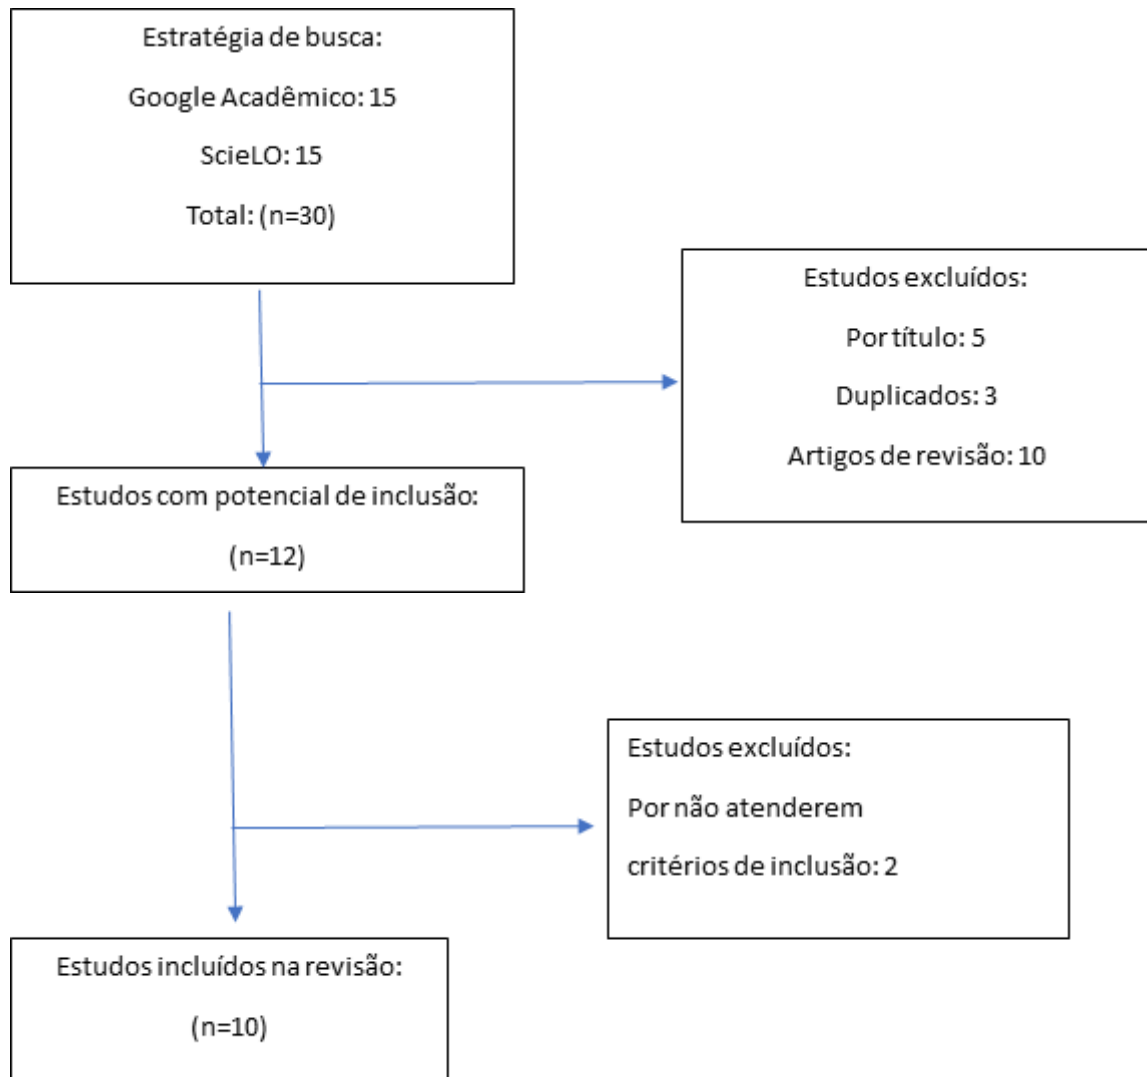 Estratégia de busca:
Google Acadêmico: 15
ScieLO: 15
Total: (n=30)
Estudos excluídos:
Por título: 5
Duplicados: 3
Artigos de revisão: 10
Estudos com potencial de inclusão:
(n=12)
Estudos excluídos:
Por não atenderem
critérios de inclusão: 2
Estudos incluídos na revisão:
(n=10)